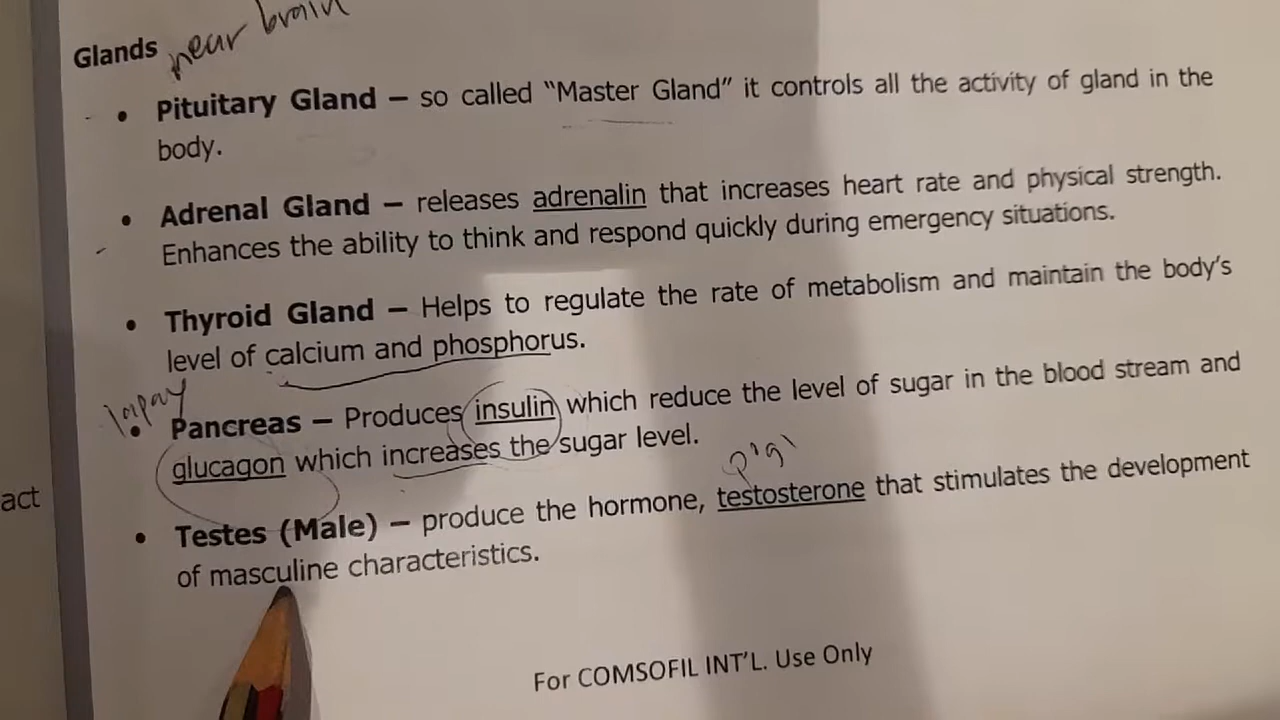 near brain
Glands
• Pituitary Gland – so called “Master Gland” it controls all the activity of gland in the
body.
• Adrenal Gland – releases adrenalin that increases heart rate and physical strength.
Enhances the ability to think and respond quickly during emergency situations.
• Thyroid Gland – Helps to regulate the rate of metabolism and maintain the body’s
level of calcium and phosphorus.
lapay
• Pancreas – Produces insulin which reduce the level of sugar in the blood stream and
glucagon which increases the sugar level.
act
• Testes (Male) – produce the hormone, testosterone that stimulates the development
of masculine characteristics.
For COMSOFIL INT’L. Use Only